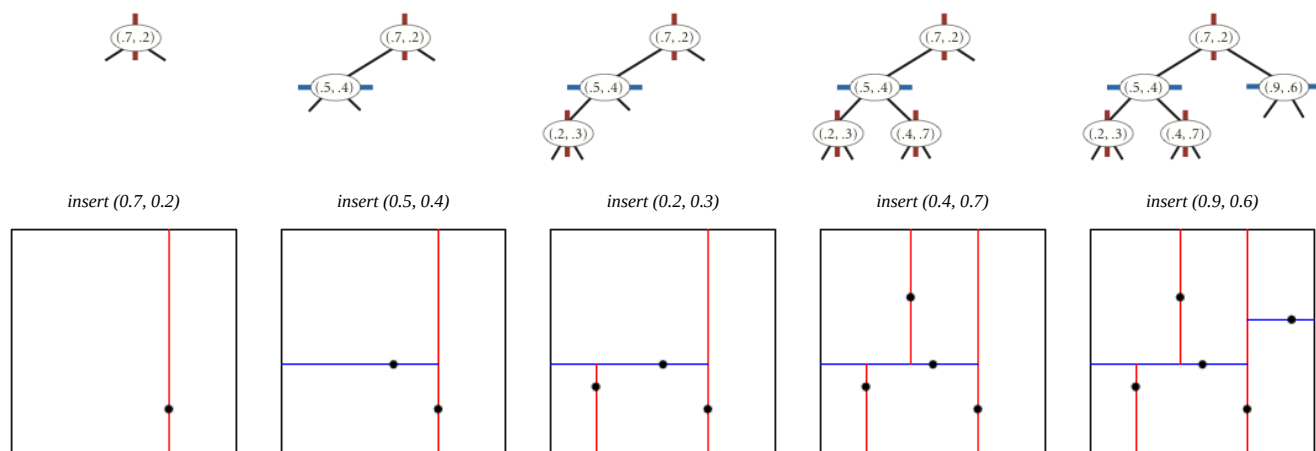 (.7, .2) (.7, .2) (.7, .2) (.7, .2) (.7, .2)
(.5, .4) (.5, .4) (.5, .4) (.5, .4) (.9, .6)
(.2, .3) (.2, .3) (.4, .7) (.2, .3) (.4, .7)
insert (0.7, 0.2) insert (0.5, 0.4) insert (0.2, 0.3) insert (0.4, 0.7) insert (0.9, 0.6)